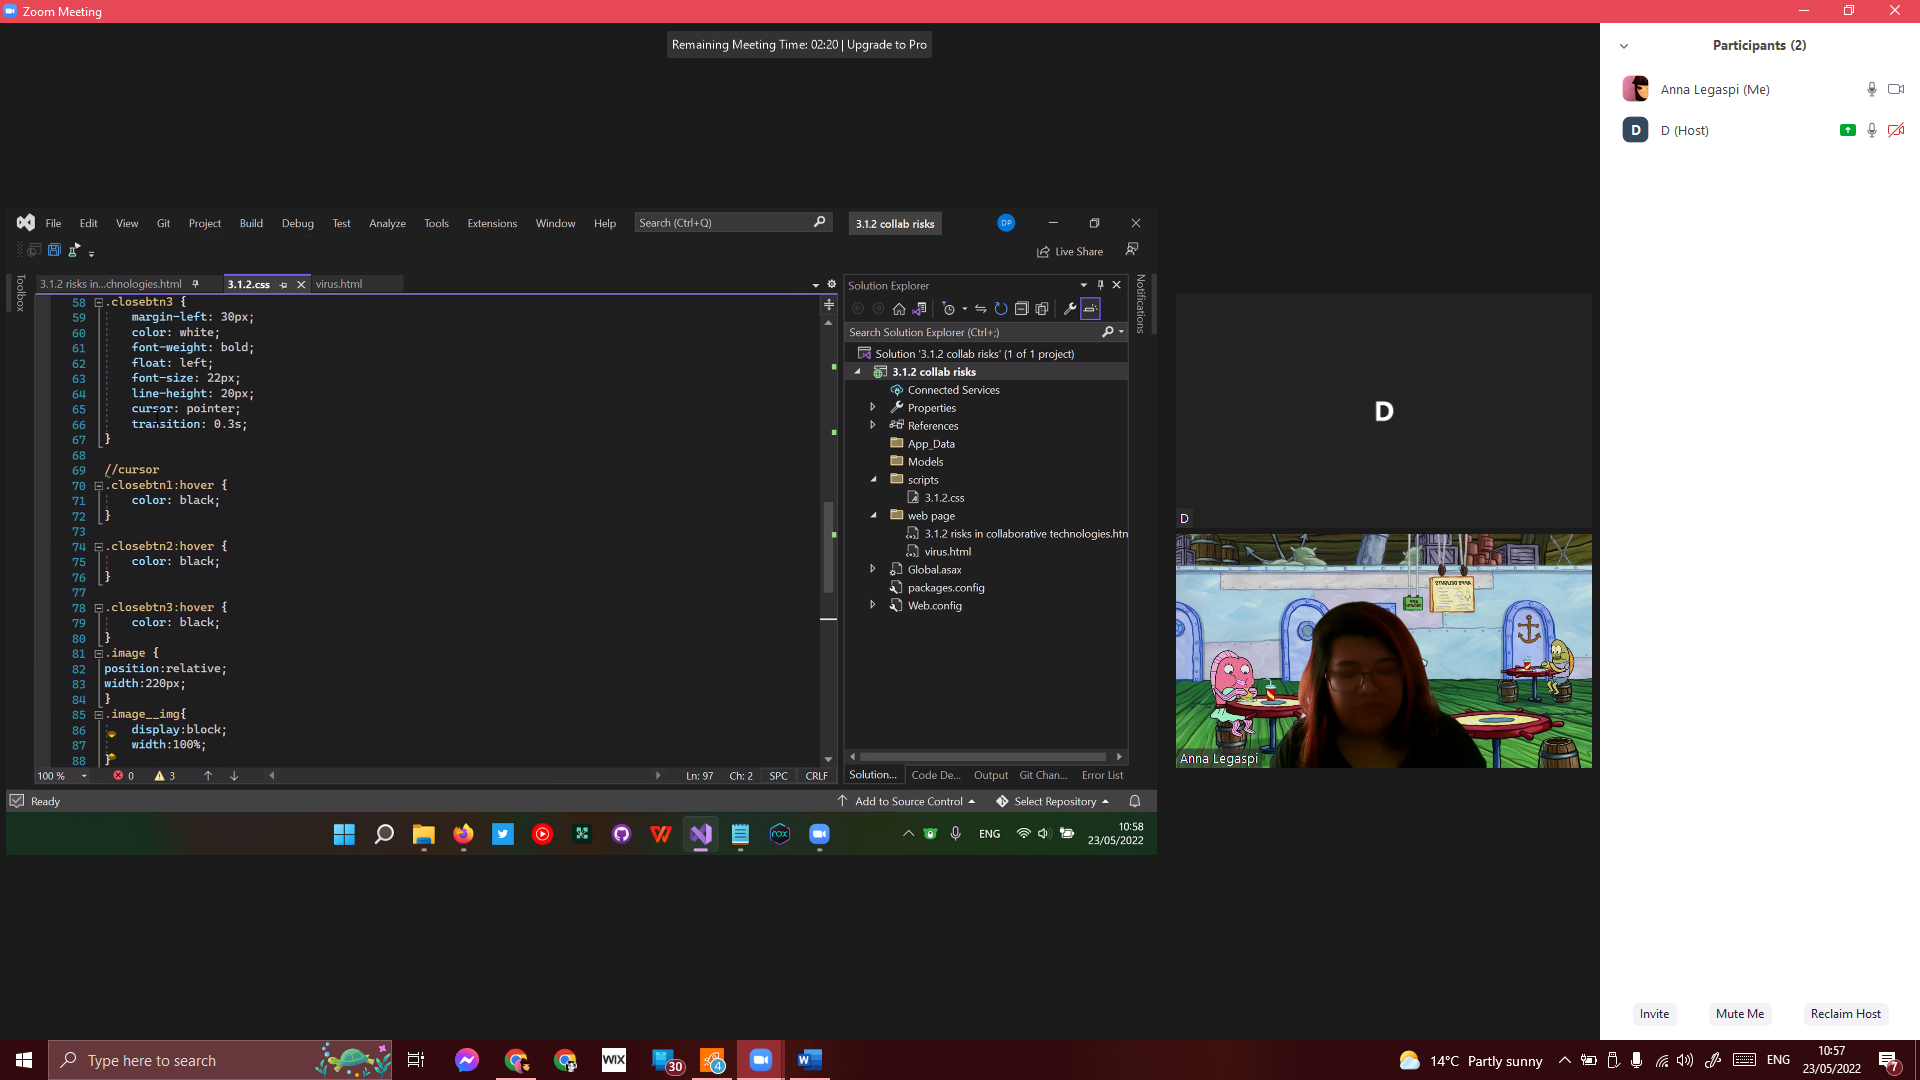 Zoom Meeting
Remaining Meeting Time: 02:20 | Upgrade to Pro
Participants (2)
Anna Legaspi (Me)
D D (Host)
File Edit View Git Project Build Debug Test Analyze Tools Extensions Window Help Search (Ctrl+Q) 3.1.2 collab risks DP
Live Share
Toolbox
3.1.2 risks in...chnologies.html 3.1.2.css virus.html
58 .closebtn3 {
59 margin-left: 30px;
60 color: white;
61 font-weight: bold;
62 float: left;
63 font-size: 22px;
64 line-height: 20px;
65 cursor: pointer;
66 transition: 0.3s;
67 }
68
69 //cursor
70 .closebtn1:hover {
71 color: black;
72 }
73
74 .closebtn2:hover {
75 color: black;
76 }
77
78 .closebtn3:hover {
79 color: black;
80 }
81 .image {
82 position:relative;
83 width:220px;
84 }
85 .image__img{
86 display:block;
87 width:100%;
88 }
100 % 0 3 Ln: 97 Ch: 2 SPC CRLF
Solution Explorer
Search Solution Explorer (Ctrl+;)
Solution '3.1.2 collab risks' (1 of 1 project)
3.1.2 collab risks
Connected Services
Properties
References
App_Data
Models
scripts
3.1.2.css
web page
3.1.2 risks in collaborative technologies.htn
virus.html
Global.asax
packages.config
Web.config
Solution... Code De... Output Git Chan... Error List
Notifications
Ready Add to Source Control Select Repository
ENG 10:58
23/05/2022
D
D
Anna Legaspi
Invite Mute Me Reclaim Host
Type here to search WIX 30 4 14°C Partly sunny ENG 10:57
23/05/2022 7